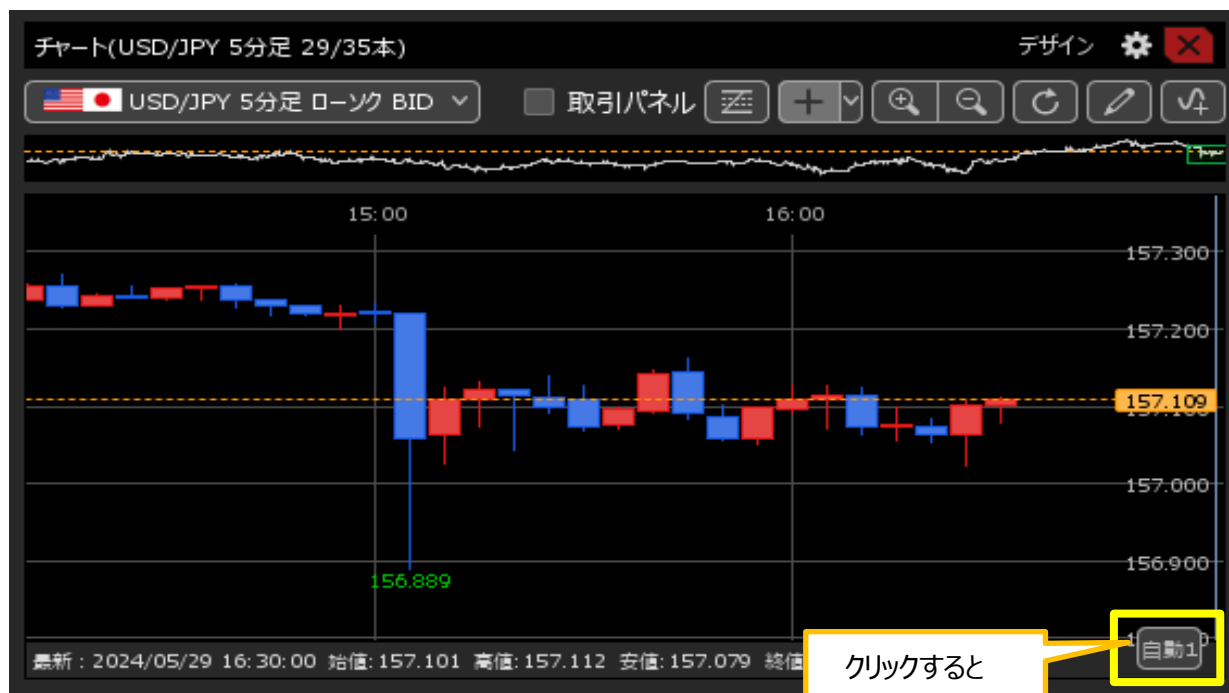 チャート(USD/JPY 5分足 29/35本)
デザイン
USD/JPY 5分足 ローソク BID
取引パネル
15:00
16:00
157.300
157.200
157.109
157.000
156.900
156.889
最新 : 2024/05/29 16:30:00 始値:157.101 高値:157.112 安値:157.079 終値
自動1
クリックすると